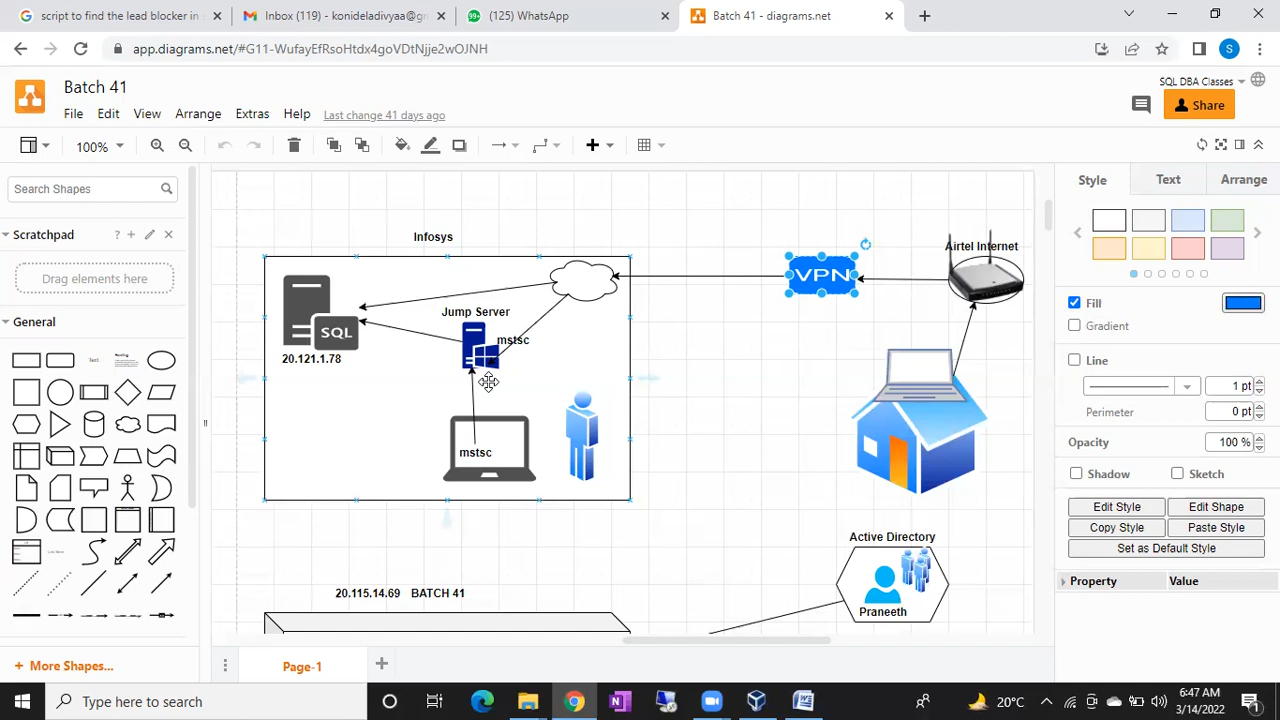 script to find the lead blocker in s
Inbox (119) - konideladivyaa@g
99+
(125) WhatsApp
Batch 41 - diagrams.net
app.diagrams.net/#G11-WufayEfRsoHtdx4goVDtNjje2wOJNH
S
Batch 41
SQL DBA Classes
File Edit View Arrange Extras Help Last change 41 days ago
Share
100%
Search Shapes
Style Text Arrange
Scratchpad ?
Drag elements here
General
Text
Heading
Infosys
Airtel Internet
VPN
Jump Server
mstsc
SQL
20.121.1.78
mstsc
Active Directory
Praneeth
20.115.14.69 BATCH 41
Fill
Gradient
Line
1 pt
Perimeter 0 pt
Opacity 100 %
Shadow Sketch
Edit Style Edit Shape
Copy Style Paste Style
Set as Default Style
Property Value
More Shapes...
Page-1
Type here to search
20°C
6:47 AM
3/14/2022
1